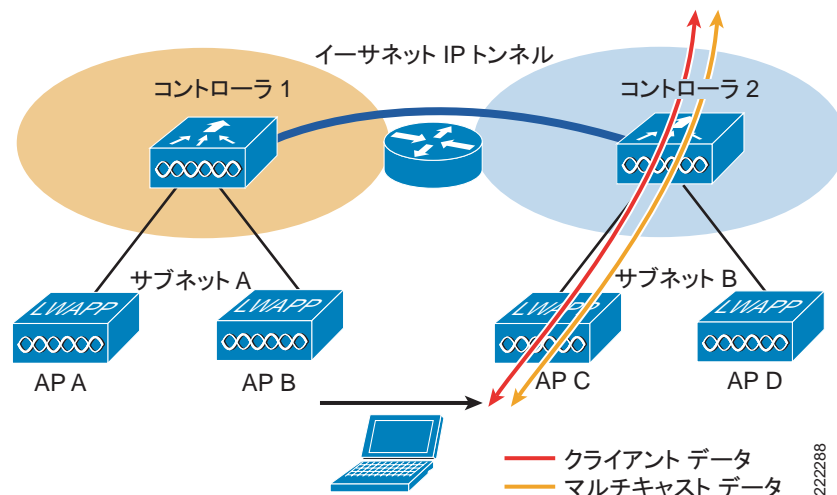 イーサネット IP トンネル
コントローラ 1
コントローラ 2
サブネット A
サブネット B
LWAPP
LWAPP
LWAPP
LWAPP
AP A
AP B
AP C
AP D
クライアント データ
マルチキャスト データ
222288